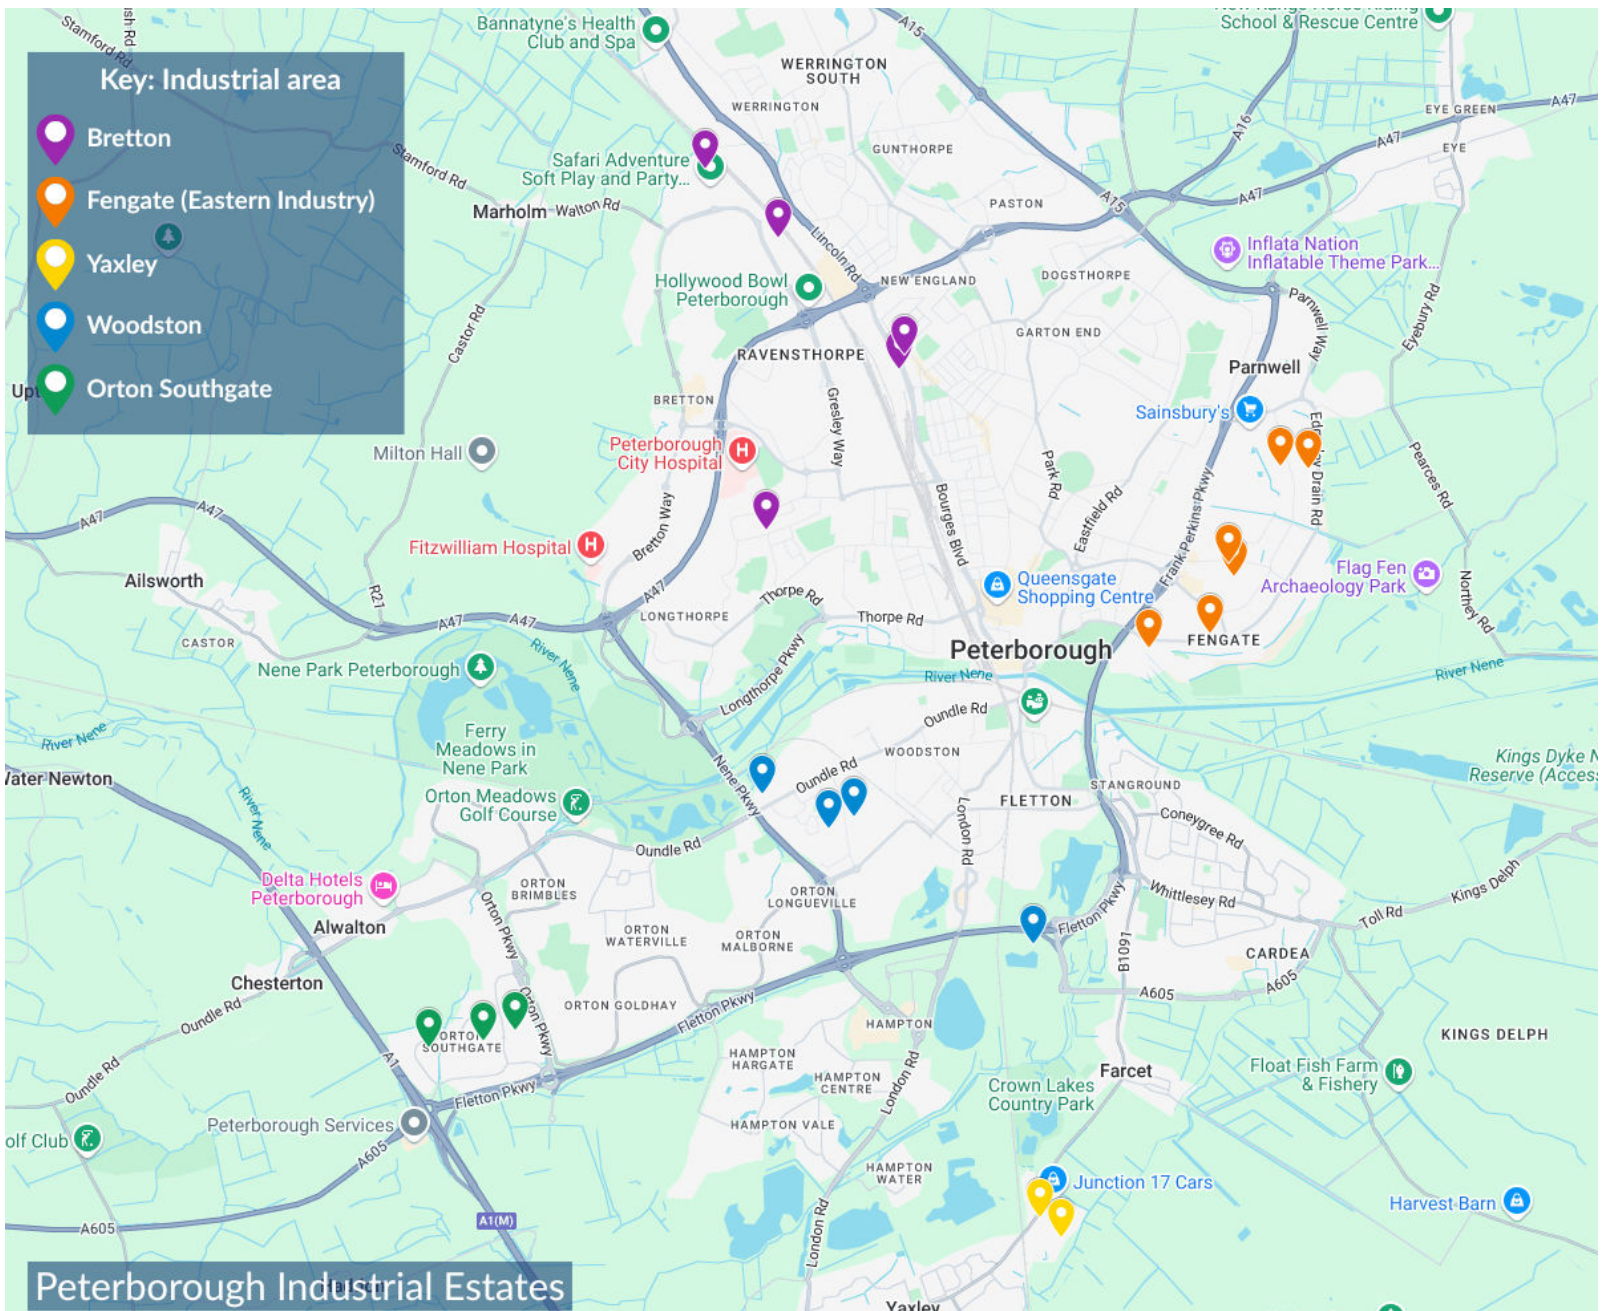 Bannatyne's Health
Club and Spa
School & Rescue Centre
Stamford Rd
A15
WERRINGTON
SOUTH
WERRINGTON
Key: Industrial area
Bretton
Fengate (Eastern Industry)
Yaxley
Woodston
Orton Southgate
EYE GREEN
A47
A16
A47
EYE
GUNTHORPE
Stamford Rd
Safari Adventure
Soft Play and Party...
Marholm
Walton Rd
PASTON
A15
A47
Lincoln Rd
Inflata Nation
Inflatable Theme Park...
Hollywood Bowl
Peterborough
NEW ENGLAND
DOGSTHORPE
Parnwell Way
Eyebury Rd
Castor Rd
GARTON END
RAVENSTHORPE
Parnwell
BRETTON
Gresley Way
Sainsbury's
Milton Hall
Peterborough
City Hospital
Park Rd
Pearces Rd
Drain Rd
Bretton Way
Bourges Blvd
Eastfield Rd
Frank Perkins Pkwy
A47
A47
Fitzwilliam Hospital
Ailsworth
R21
A47
Queensgate
Shopping Centre
Flag Fen
Archaeology Park
Northey Rd
Thorpe Rd
Thorpe Rd
LONGTHORPE
CASTOR
A47
A47
Peterborough
FENGATE
Nene Park Peterborough
River Nene
Longthorpe Pkwy
River Nene
River Nene
Oundle Rd
River Nene
Ferry
Meadows in
Nene Park
WOODSTON
Nene Pkwy
Oundle Rd
Kings Dyke N
Reserve (Access
Water Newton
River Nene
Orton Meadows
Golf Course
STANGROUND
FLETTON
Coneygree Rd
London Rd
Oundle Rd
Delta Hotels
Peterborough
ORTON
BRIMBLES
ORTON
LONGUEVILLE
Whittlesey Rd
Kings Delph
Toll Rd
Alwalton
Orton Pkwy
ORTON
WATERVILLE
ORTON
MALBORNE
Fletton Pkwy
B1091
CARDEA
Chesterton
A605
A605
Oundle Rd
Orton Pkwy
ORTON GOLDHAY
Fletton Pkwy
ORTON
SOUTHGATE
HAMPTON
KINGS DELPH
A1
HAMPTON
HARGATE
HAMPTON
CENTRE
London Rd
Farcet
Float Fish Farm
& Fishery
Crown Lakes
Country Park
Oundle Rd
Fletton Pkwy
Peterborough Services
HAMPTON VALE
olf Club
A605
HAMPTON
WATER
Junction 17 Cars
Harvest Barn
A605
A1(M)
London Rd
Peterborough Industrial Estates
Yaxley